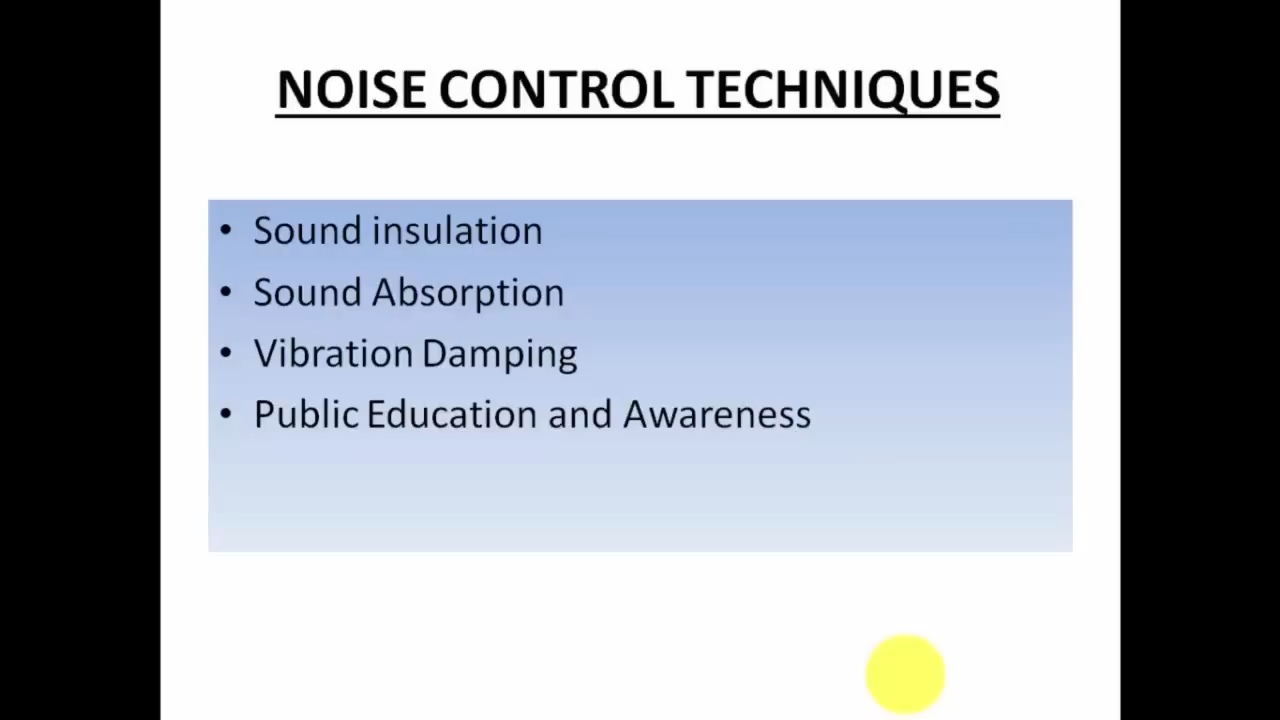 NOISE CONTROL TECHNIQUES
• Sound insulation
• Sound Absorption
• Vibration Damping
• Public Education and Awareness